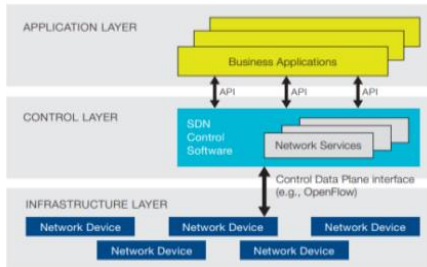 APPLICATION LAYER
Business Applications
API API API
CONTROL LAYER
SDN
Control
Software
Network Services
Control Data Plane interface
(e.g., OpenFlow)
INFRASTRUCTURE LAYER
Network Device Network Device Network Device
Network Device Network Device